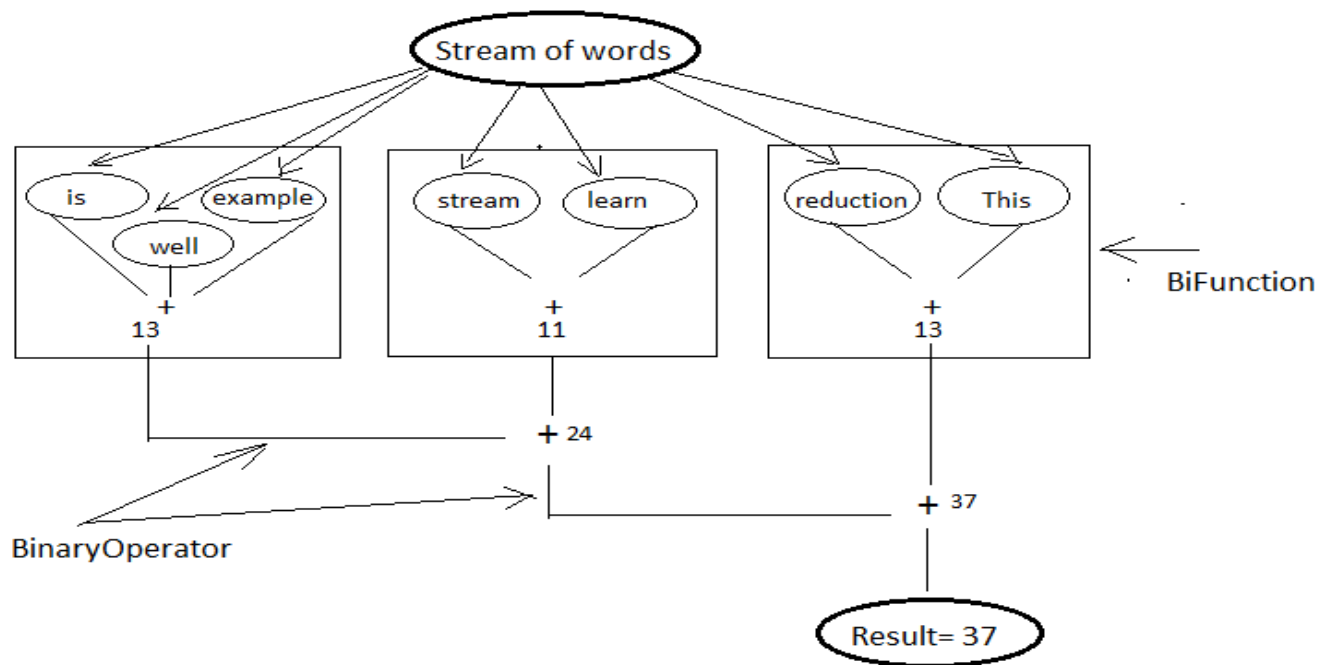 Stream of words
is
example
well
+
13
stream
learn
+
11
reduction
This
+
13
BiFunction
+ 24
+ 37
BinaryOperator
Result= 37